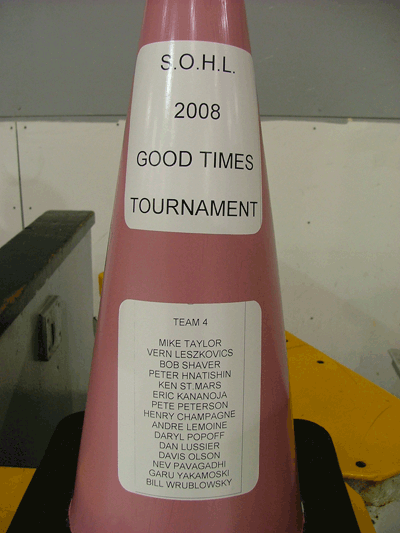 S.O.H.L.
2008
GOOD TIMES
TOURNAMENT
TEAM 4
MIKE TAYLOR
VERN LESZKOVICS
BOB SHAVER
PETER HNATISHIN
KEN ST.MARS
ERIC KANANOJA
PETE PETERSON
HENRY CHAMPAGNE
ANDRE LEMOINE
DARYL POPOFF
DAN LUSSIER
DAVIS OLSON
NEV PAVAGADHI
GARU YAKAMOSKI
BILL WRUBLOWSKY